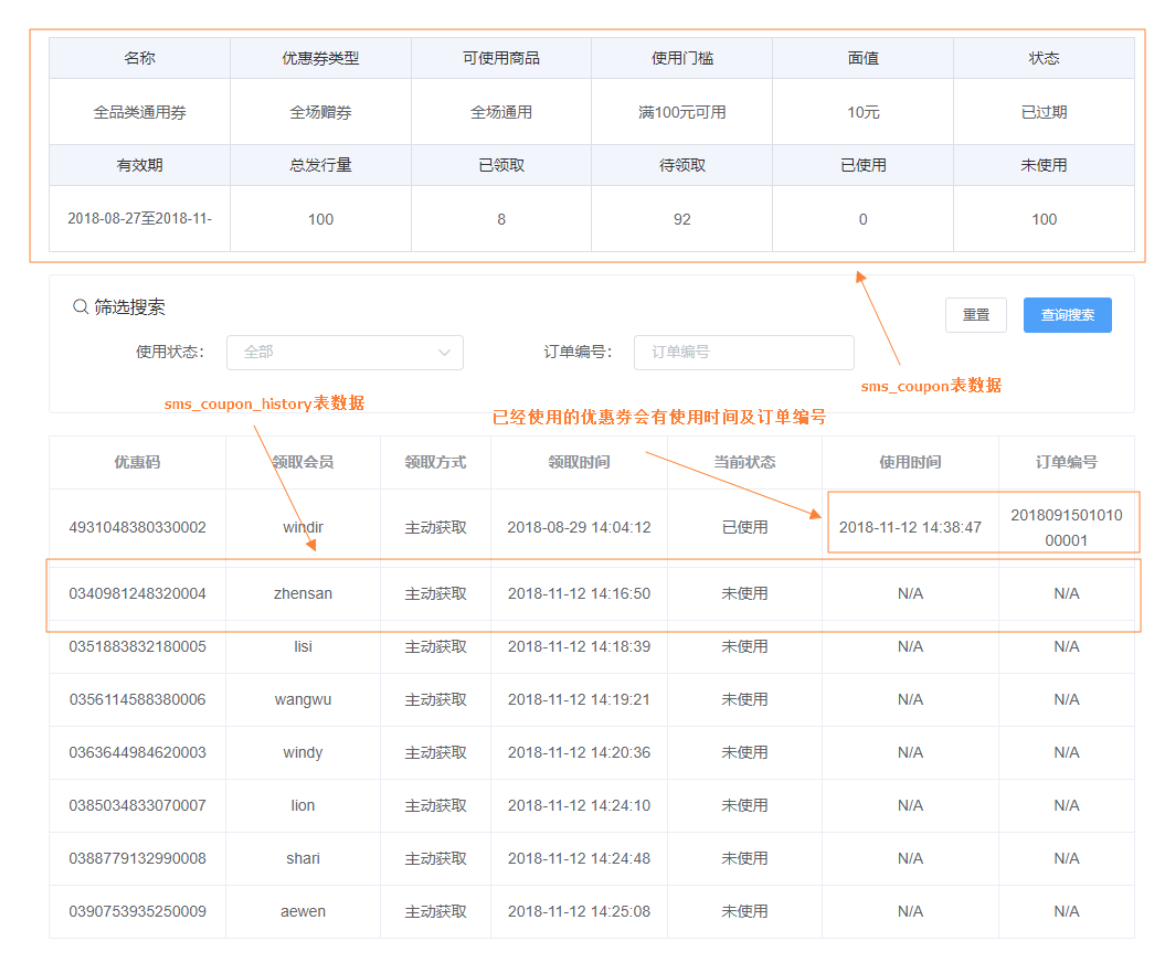 名称 优惠券类型 可使用商品 使用门槛 面值 状态
全品类通用券 全场赠券 全场通用 满100元可用 10元 已过期
有效期 总发行量 已领取 待领取 已使用 未使用
2018-08-27至2018-11- 100 8 92 0 100
筛选搜索 重置 查询搜索
使用状态： 全部 订单编号： 订单编号
sms_coupon表数据
sms_coupon_history表数据
已经使用的优惠券会有使用时间及订单编号
优惠码 领取会员 领取方式 领取时间 当前状态 使用时间 订单编号
4931048380330002 windir 主动获取 2018-08-29 14:04:12 已使用 2018-11-12 14:38:47 2018091501010
00001
0340981248320004 zhensan 主动获取 2018-11-12 14:16:50 未使用 N/A N/A
0351883832180005 lisi 主动获取 2018-11-12 14:18:39 未使用 N/A N/A
0356114588380006 wangwu 主动获取 2018-11-12 14:19:21 未使用 N/A N/A
0363644984620003 windy 主动获取 2018-11-12 14:20:36 未使用 N/A N/A
0385034833070007 lion 主动获取 2018-11-12 14:24:10 未使用 N/A N/A
0388779132990008 shari 主动获取 2018-11-12 14:24:48 未使用 N/A N/A
0390753935250009 aewen 主动获取 2018-11-12 14:25:08 未使用 N/A N/A